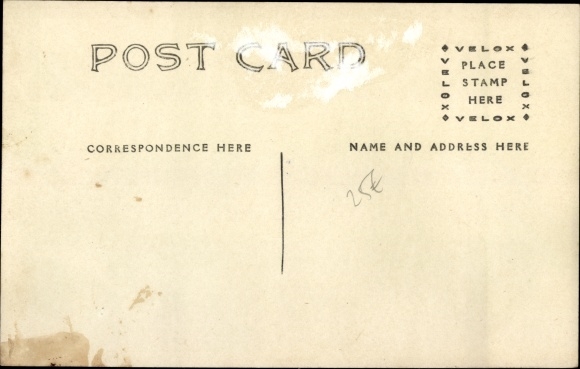 POST CARD
◆ VELOX ◆
VELOX
PLACE
STAMP
HERE
VELOX
◆ VELOX ◆
CORRESPONDENCE HERE
NAME AND ADDRESS HERE
25¢